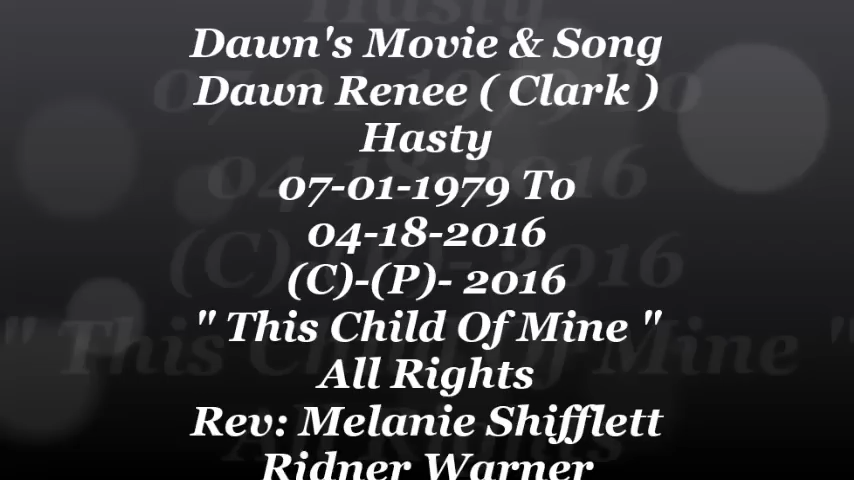 Dawn's Movie & Song
Dawn Renee ( Clark )
Hasty
07-01-1979 To
04-18-2016
(C)-(P)- 2016
" This Child Of Mine "
All Rights
Rev: Melanie Shifflett
Ridner Warner